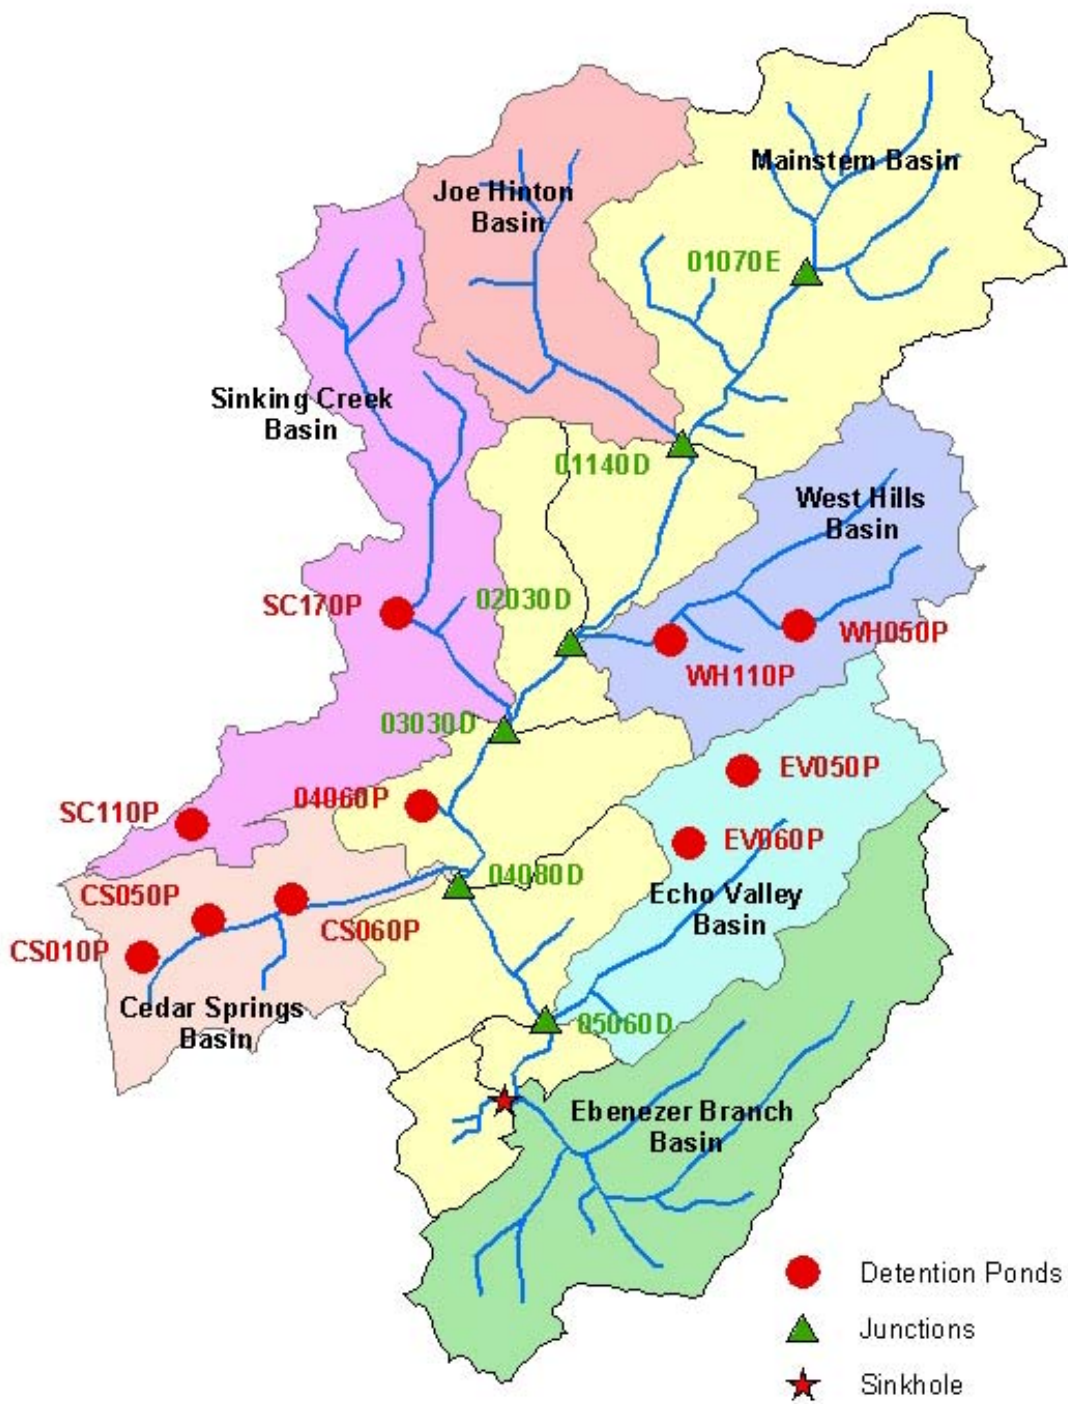 Mainstem Basin
Joe Hinton
Basin
01070E
Sinking Creek
Basin
01140D
West Hills
Basin
SC170P
02030D
WH050P
WH110P
03030D
EV050P
SC110P
04060P
EV060P
04080D
CS050P
Echo Valley
Basin
CS060P
CS010P
Cedar Springs
Basin
05060D
Ebenezer Branch
Basin
Detention Ponds
Junctions
Sinkhole